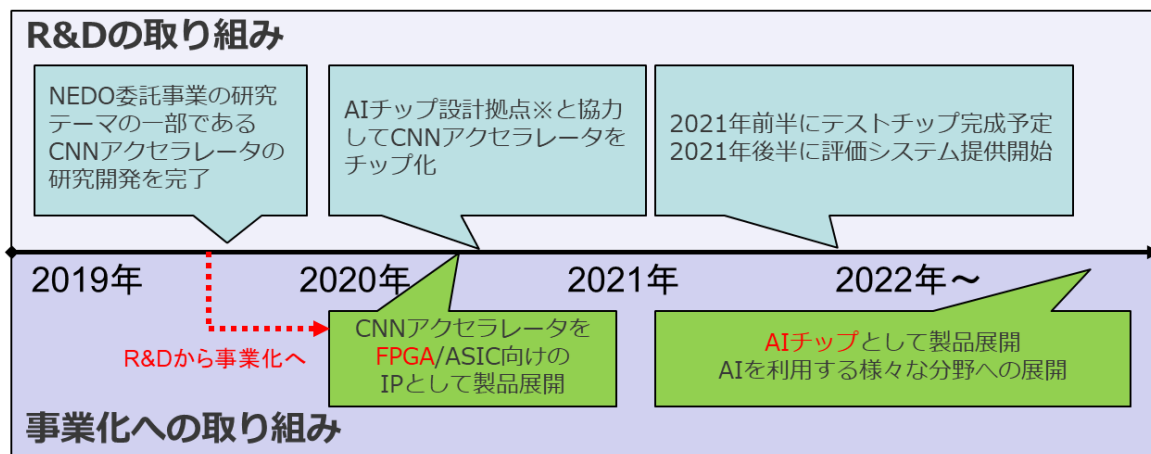 R&Dの取り組み
NEDO委託事業の研究
テーマの一部である
CNNアクセラレータの
研究開発を完了
AIチップ設計拠点※と協力
してCNNアクセラレータを
チップ化
2021年前半にテストチップ完成予定
2021年後半に評価システム提供開始
2019年
2020年
2021年
2022年～
R&Dから事業化へ
CNNアクセラレータを
FPGA/ASIC向けの
IPとして製品展開
AIチップとして製品展開
AIを利用する様々な分野への展開
事業化への取り組み